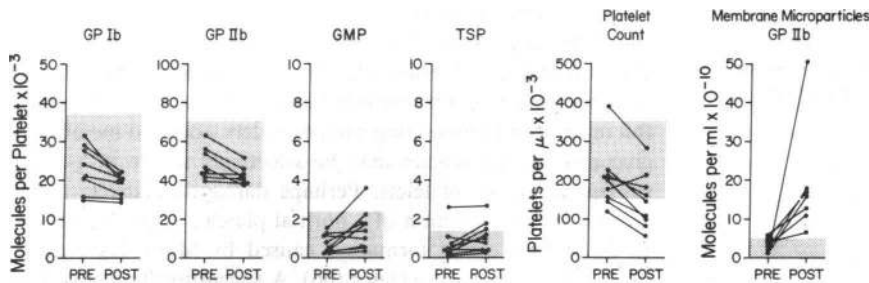 GP Ib
GP IIb
GMP
TSP
Platelet
Count
Membrane Microparticles
GP IIb
Molecules per Platelet x10⁻³
50
40
30
20
10
0
PRE POST
100
80
60
40
20
0
PRE POST
10
8
6
4
2
0
PRE POST
10
8
6
4
2
0
PRE POST
Platelets per μl x 10⁻³
500
400
300
200
100
0
PRE POST
Molecules per ml x 10⁻¹⁰
50
40
30
20
10
0
PRE POST